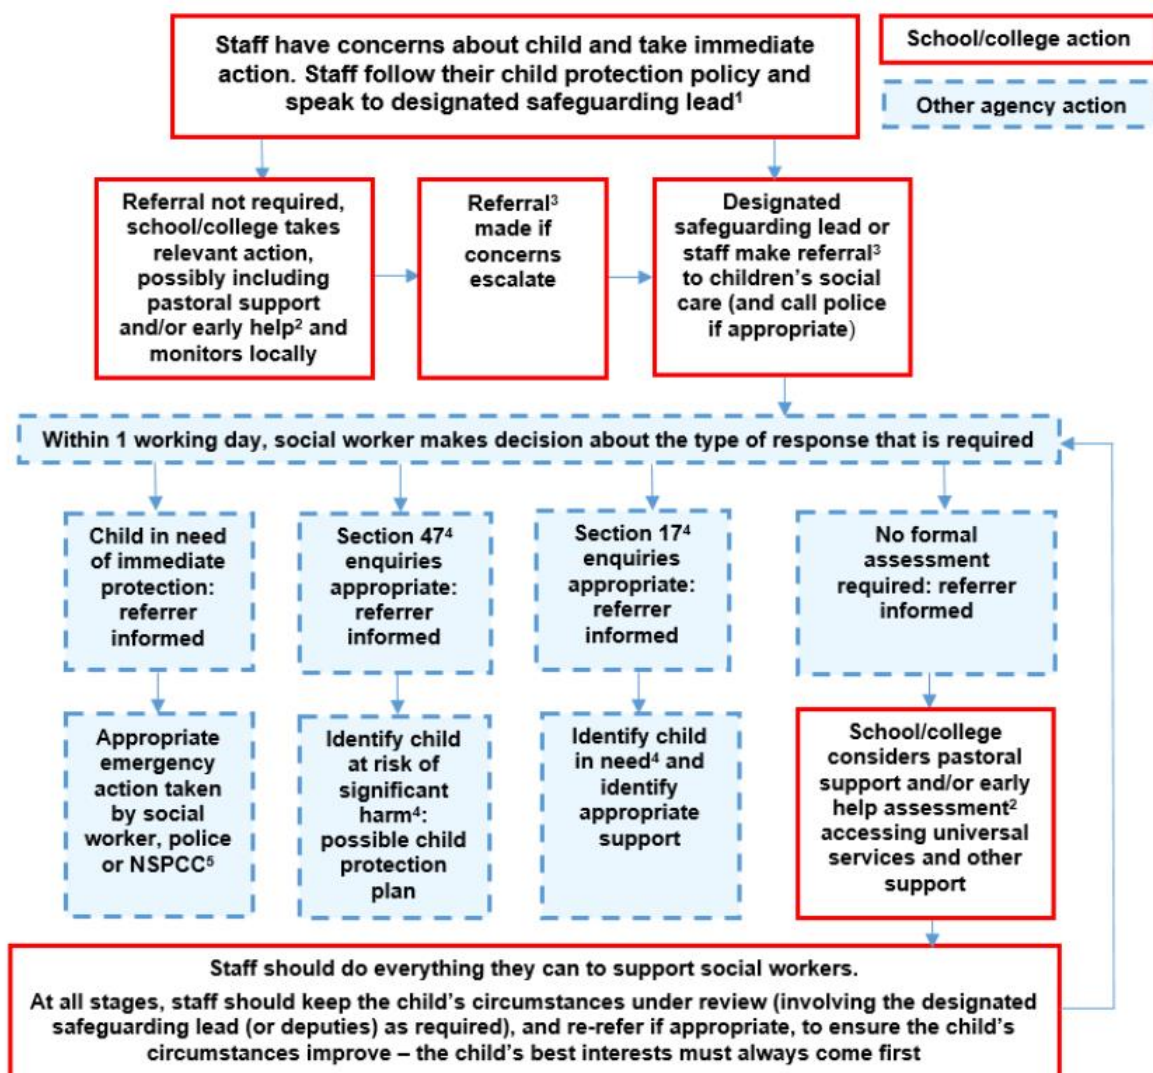 Staff have concerns about child and take immediate
action. Staff follow their child protection policy and
speak to designated safeguarding lead¹
School/college action
Other agency action
Referral not required,
school/college takes
relevant action,
possibly including
pastoral support
and/or early help² and
monitors locally
Referral³
made if
concerns
escalate
Designated
safeguarding lead or
staff make referral³
to children’s social
care (and call police
if appropriate)
Within 1 working day, social worker makes decision about the type of response that is required
Child in need
of immediate
protection:
referrer
informed
Section 47⁴
enquiries
appropriate:
referrer
informed
Section 17⁴
enquiries
appropriate:
referrer
informed
No formal
assessment
required: referrer
informed
Appropriate
emergency
action taken
by social
worker, police
or NSPCC⁵
Identify child
at risk of
significant
harm⁴:
possible child
protection
plan
Identify child
in need⁴ and
identify
appropriate
support
School/college
considers pastoral
support and/or early
help assessment²
accessing universal
services and other
support
Staff should do everything they can to support social workers.
At all stages, staff should keep the child’s circumstances under review (involving the designated
safeguarding lead (or deputies) as required), and re-refer if appropriate, to ensure the child’s
circumstances improve – the child’s best interests must always come first